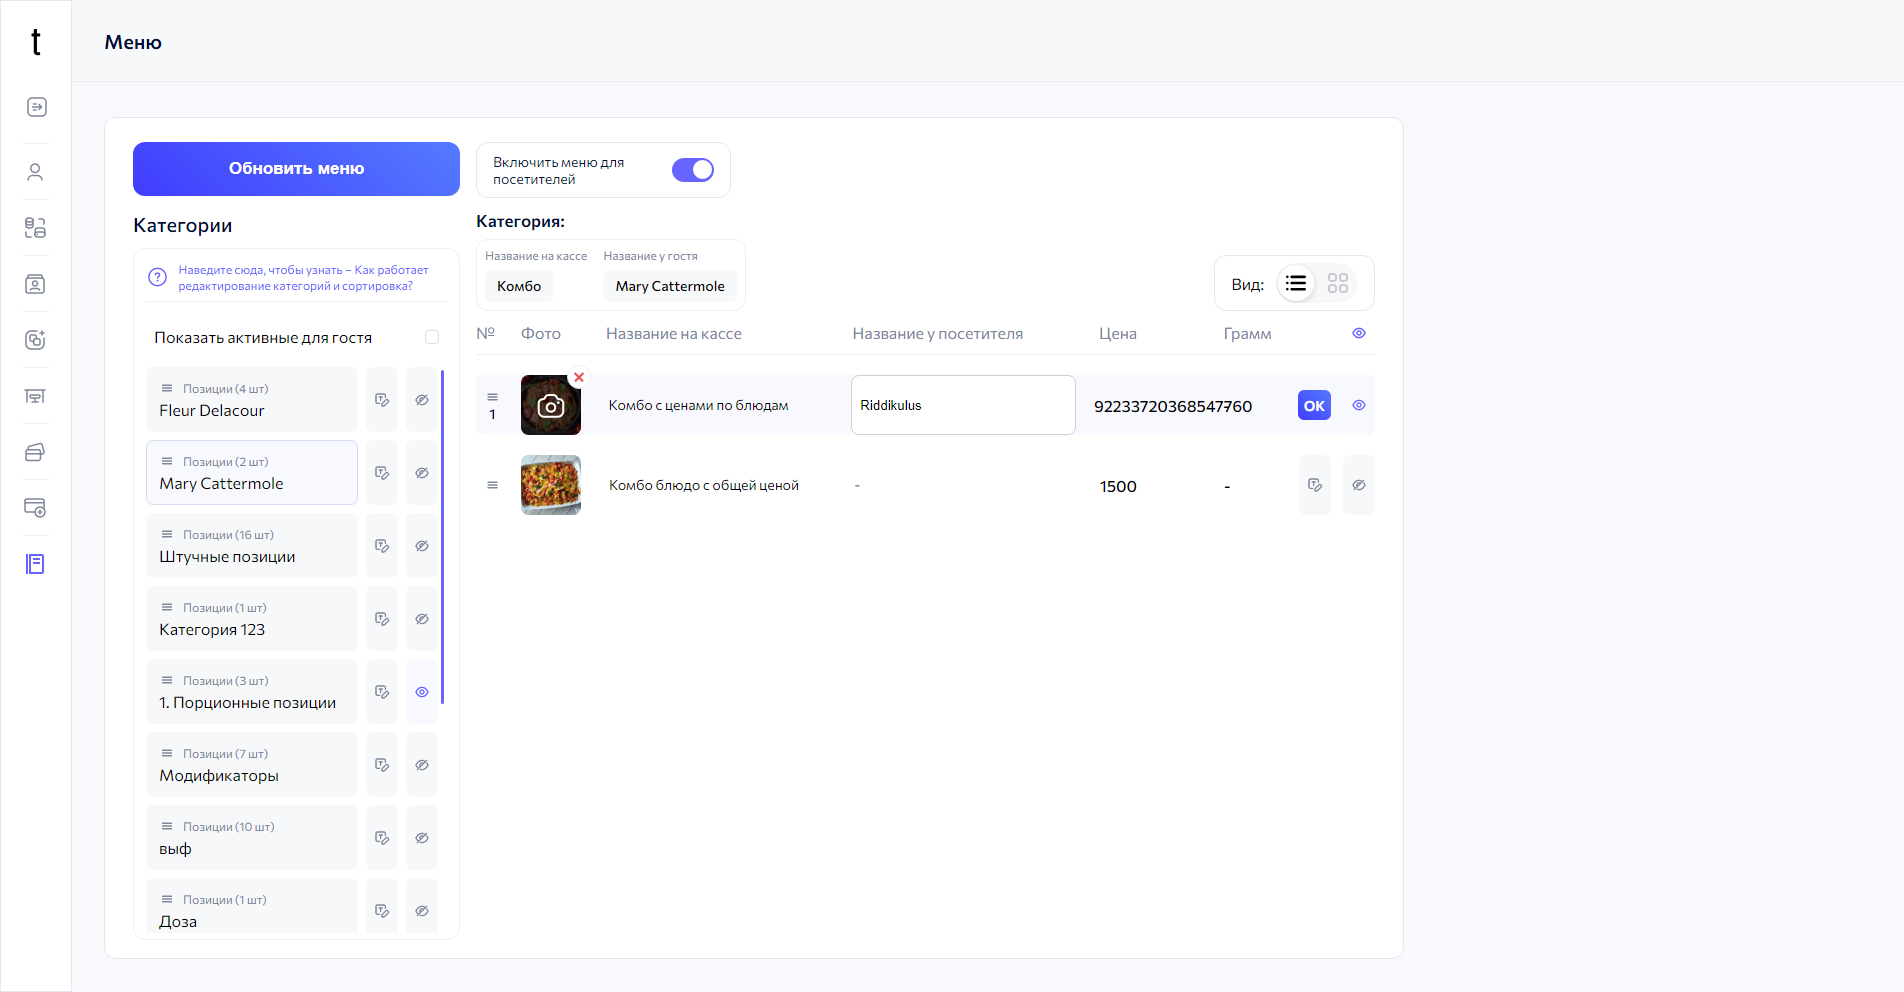 t
Меню
Обновить меню
Включить меню для
посетителей
Категории
Наведите сюда, чтобы узнать – Как работает
редактирование категорий и сортировка?
Показать активные для гостя
Позиции (4 шт)
Fleur Delacour
Позиции (2 шт)
Mary Cattermole
Позиции (16 шт)
Штучные позиции
Позиции (1 шт)
Категория 123
Позиции (3 шт)
1. Порционные позиции
Позиции (7 шт)
Модификаторы
Позиции (10 шт)
выф
Позиции (1 шт)
Доза
Категория:
Название на кассе
Название у гостя
Комбо
Mary Cattermole
Вид:
№ Фото Название на кассе Название у посетителя Цена Грамм
1 Комбо с ценами по блюдам Riddikulus 92233720368547760 - OK
Комбо блюдо с общей ценой - 1500 -